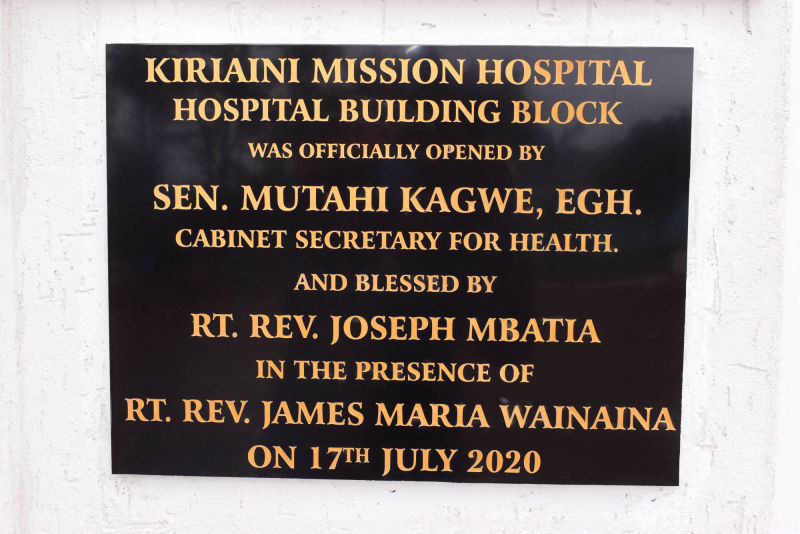 KIRIAINI MISSION HOSPITAL
HOSPITAL BUILDING BLOCK
WAS OFFICIALLY OPENED BY
SEN. MUTAHI KAGWE, EGH.
CABINET SECRETARY FOR HEALTH.
AND BLESSED BY
RT. REV. JOSEPH MBATIA
IN THE PRESENCE OF
RT. REV. JAMES MARIA WAINAINA
ON 17TH JULY 2020